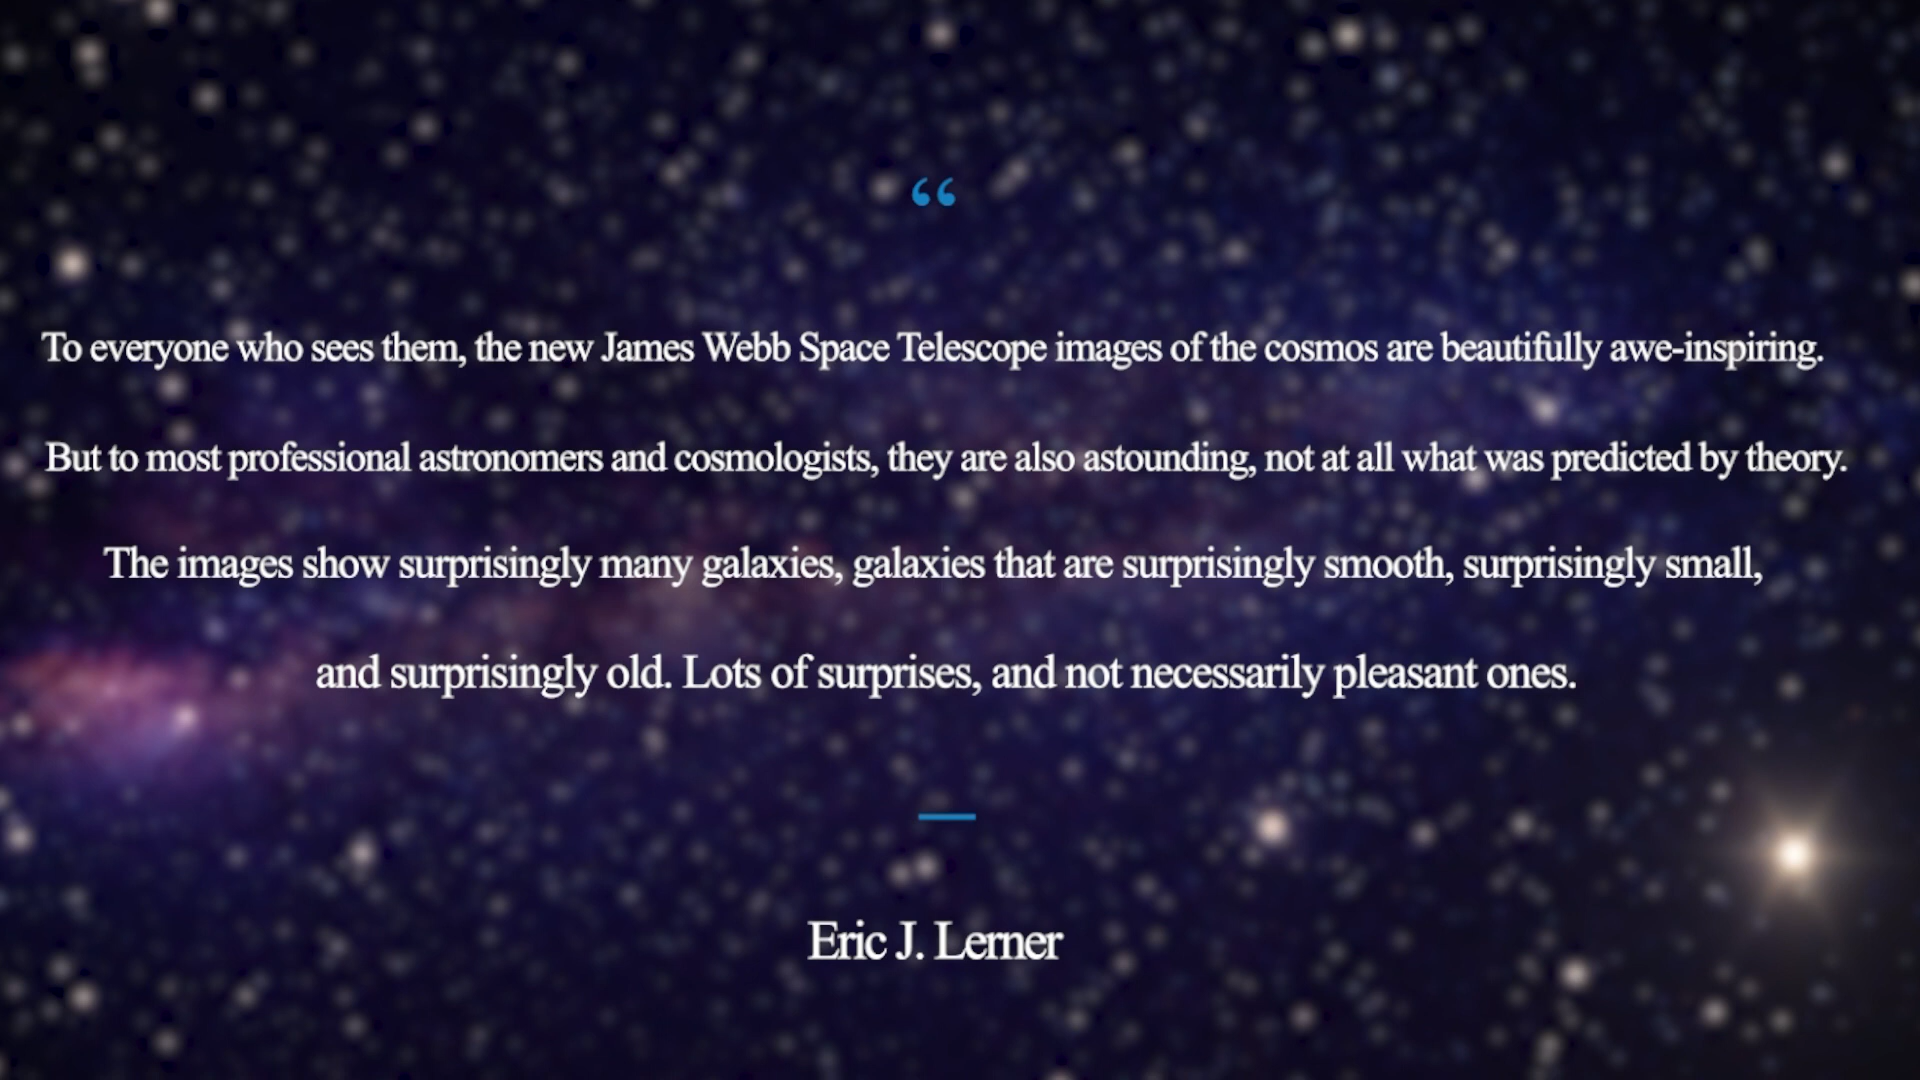 “
To everyone who sees them, the new James Webb Space Telescope images of the cosmos are beautifully awe-inspiring.
But to most professional astronomers and cosmologists, they are also astounding, not at all what was predicted by theory.
The images show surprisingly many galaxies, galaxies that are surprisingly smooth, surprisingly small,
and surprisingly old. Lots of surprises, and not necessarily pleasant ones.
—
Eric J. Lerner